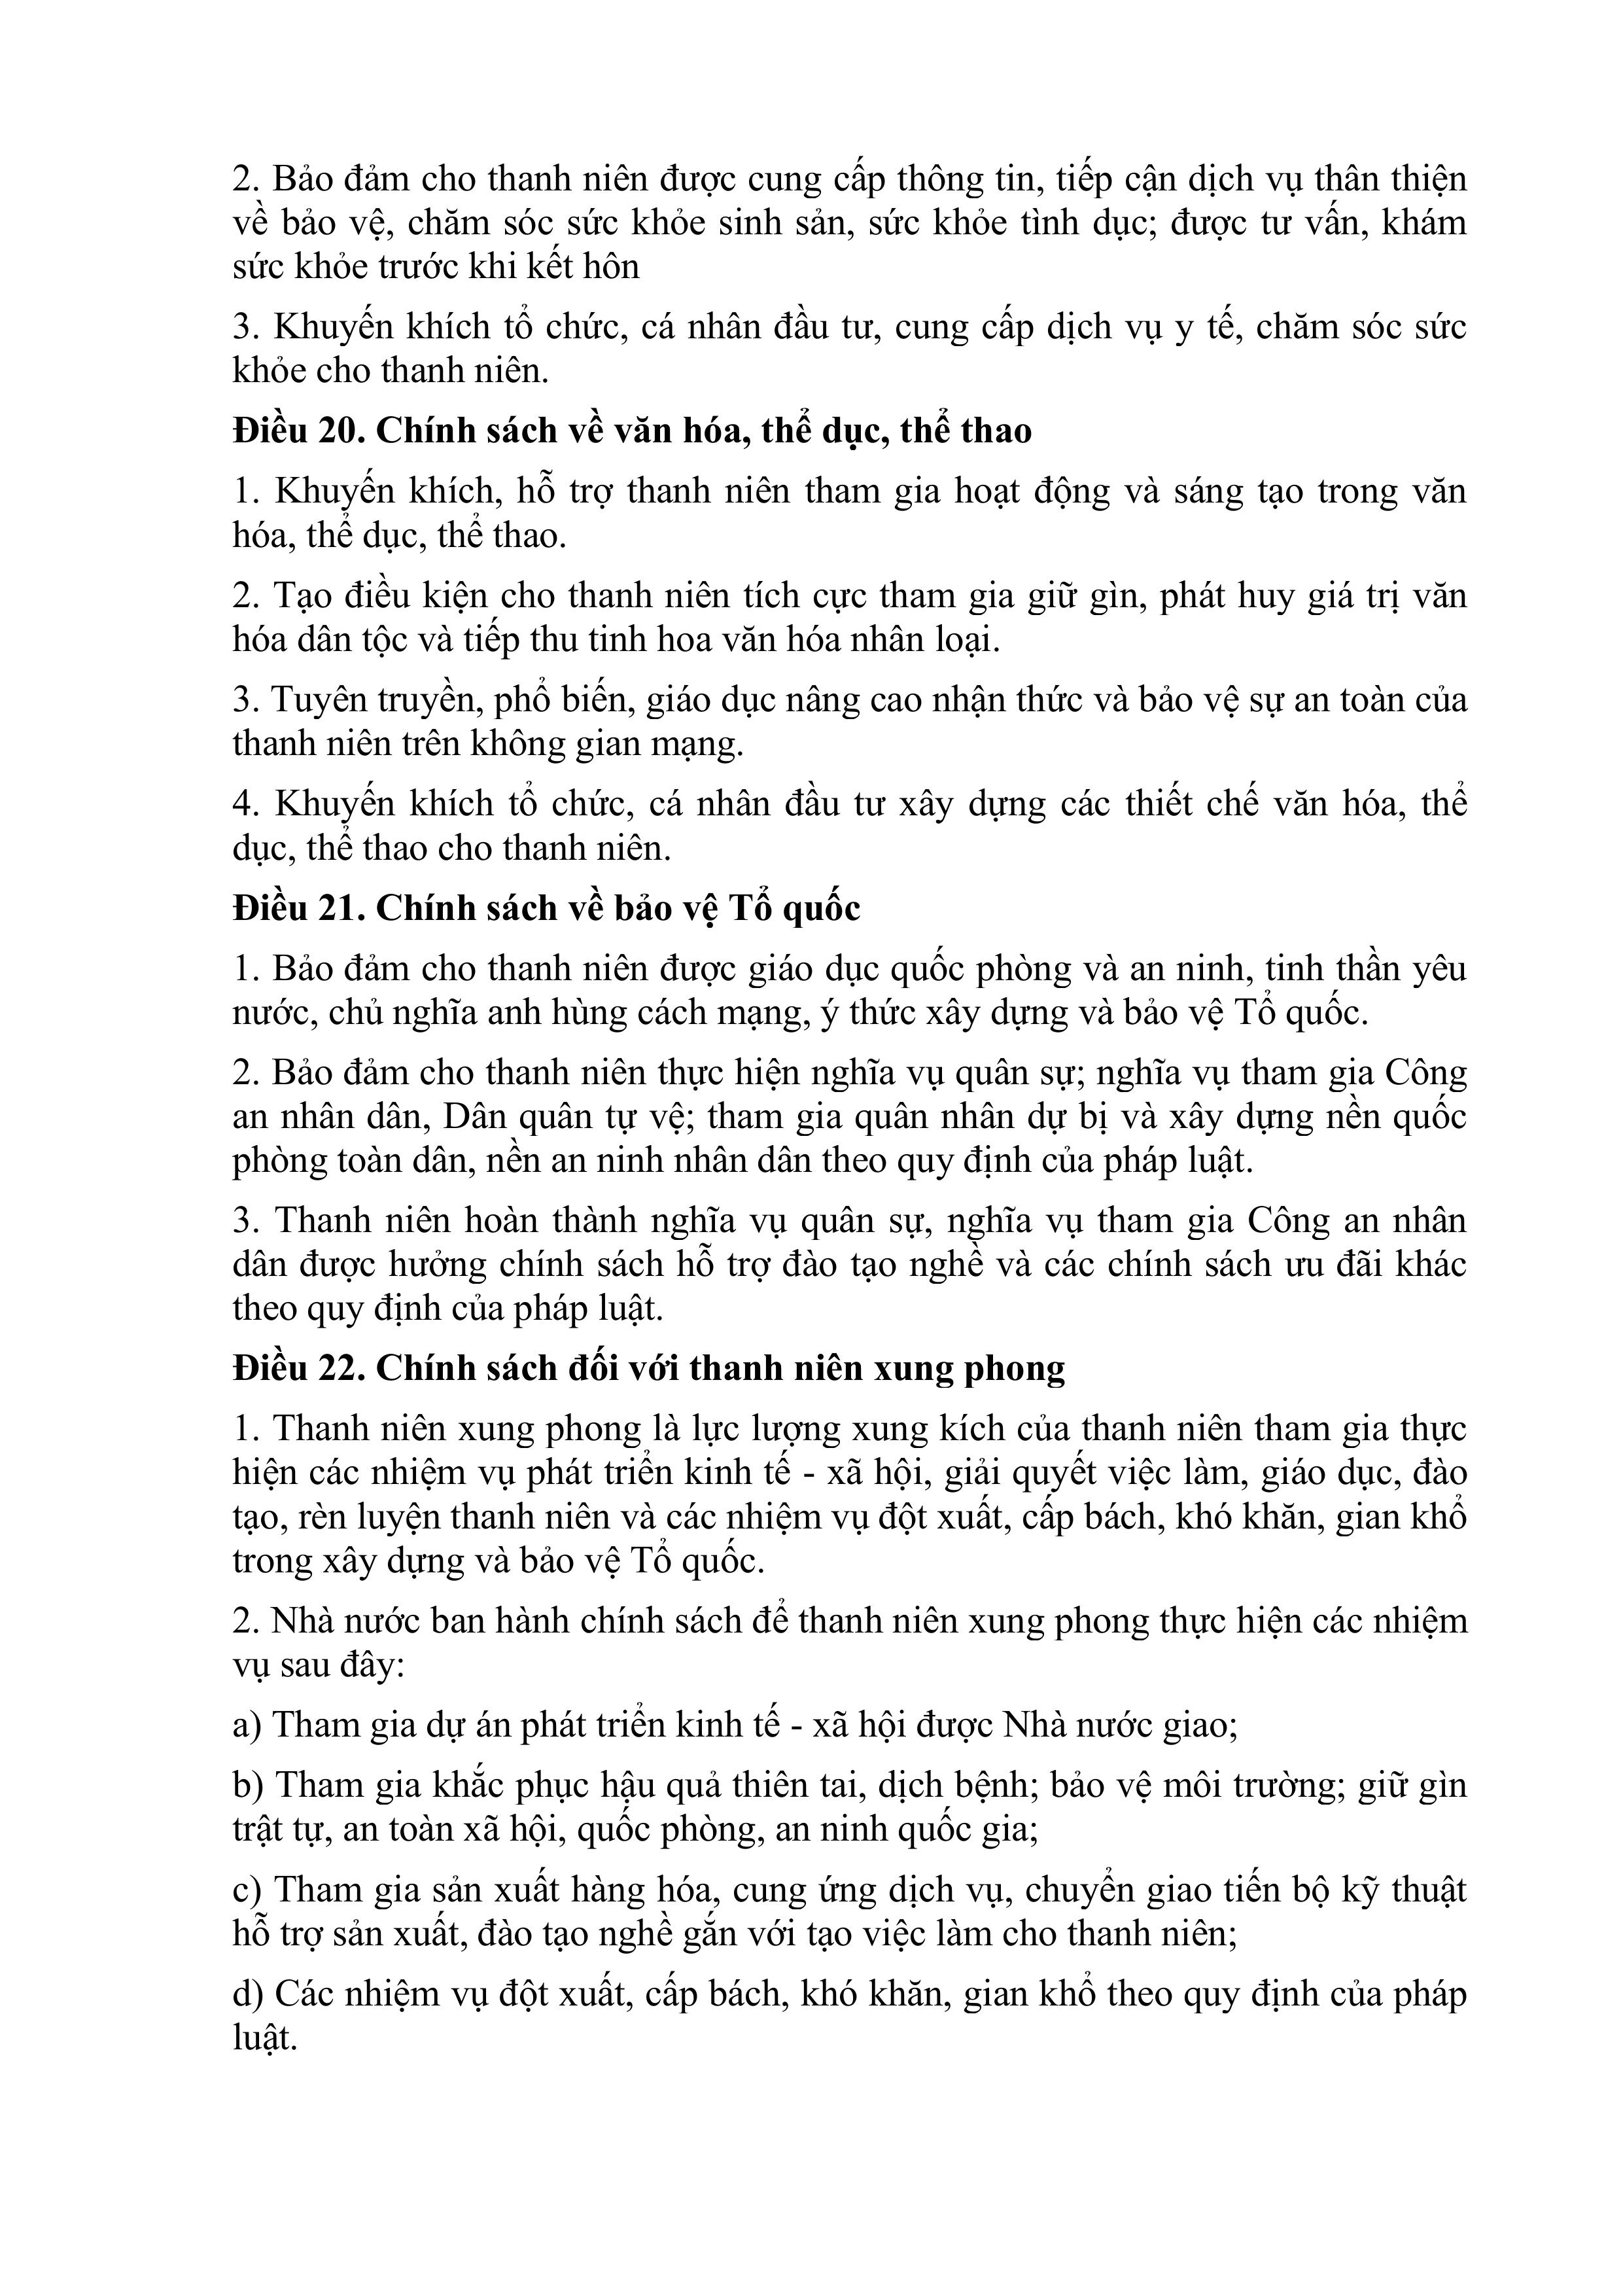 2. Bảo đảm cho thanh niên được cung cấp thông tin, tiếp cận dịch vụ thân thiện
về bảo vệ, chăm sóc sức khỏe sinh sản, sức khỏe tình dục; được tư vấn, khám
sức khỏe trước khi kết hôn
3. Khuyến khích tổ chức, cá nhân đầu tư, cung cấp dịch vụ y tế, chăm sóc sức
khỏe cho thanh niên.
Điều 20. Chính sách về văn hóa, thể dục, thể thao
1. Khuyến khích, hỗ trợ thanh niên tham gia hoạt động và sáng tạo trong văn
hóa, thể dục, thể thao.
2. Tạo điều kiện cho thanh niên tích cực tham gia giữ gìn, phát huy giá trị văn
hóa dân tộc và tiếp thu tinh hoa văn hóa nhân loại.
3. Tuyên truyền, phổ biến, giáo dục nâng cao nhận thức và bảo vệ sự an toàn của
thanh niên trên không gian mạng.
4. Khuyến khích tổ chức, cá nhân đầu tư xây dựng các thiết chế văn hóa, thể
dục, thể thao cho thanh niên.
Điều 21. Chính sách về bảo vệ Tổ quốc
1. Bảo đảm cho thanh niên được giáo dục quốc phòng và an ninh, tinh thần yêu
nước, chủ nghĩa anh hùng cách mạng, ý thức xây dựng và bảo vệ Tổ quốc.
2. Bảo đảm cho thanh niên thực hiện nghĩa vụ quân sự; nghĩa vụ tham gia Công
an nhân dân, Dân quân tự vệ; tham gia quân nhân dự bị và xây dựng nền quốc
phòng toàn dân, nền an ninh nhân dân theo quy định của pháp luật.
3. Thanh niên hoàn thành nghĩa vụ quân sự, nghĩa vụ tham gia Công an nhân
dân được hưởng chính sách hỗ trợ đào tạo nghề và các chính sách ưu đãi khác
theo quy định của pháp luật.
Điều 22. Chính sách đối với thanh niên xung phong
1. Thanh niên xung phong là lực lượng xung kích của thanh niên tham gia thực
hiện các nhiệm vụ phát triển kinh tế - xã hội, giải quyết việc làm, giáo dục, đào
tạo, rèn luyện thanh niên và các nhiệm vụ đột xuất, cấp bách, khó khăn, gian khổ
trong xây dựng và bảo vệ Tổ quốc.
2. Nhà nước ban hành chính sách để thanh niên xung phong thực hiện các nhiệm
vụ sau đây:
a) Tham gia dự án phát triển kinh tế - xã hội được Nhà nước giao;
b) Tham gia khắc phục hậu quả thiên tai, dịch bệnh; bảo vệ môi trường; giữ gìn
trật tự, an toàn xã hội, quốc phòng, an ninh quốc gia;
c) Tham gia sản xuất hàng hóa, cung ứng dịch vụ, chuyển giao tiến bộ kỹ thuật
hỗ trợ sản xuất, đào tạo nghề gắn với tạo việc làm cho thanh niên;
d) Các nhiệm vụ đột xuất, cấp bách, khó khăn, gian khổ theo quy định của pháp
luật.